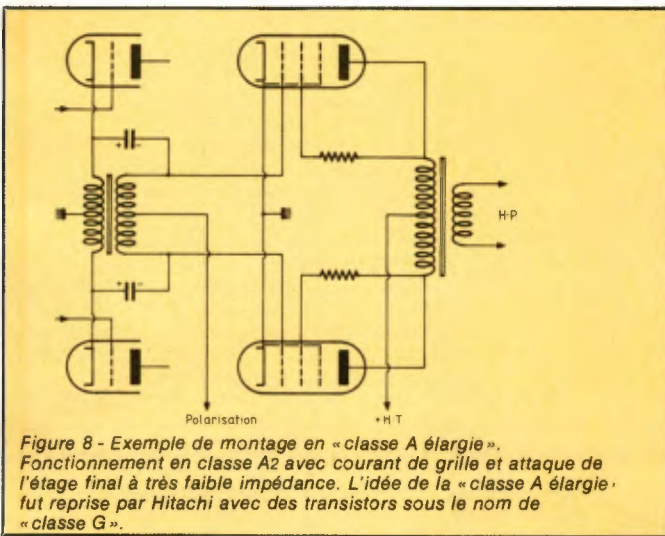 H·P
Polarisation
+HT
Figure 8 - Exemple de montage en «classe A élargie».
Fonctionnement en classe A2 avec courant de grille et attaque de
l'étage final à très faible impédance. L'idée de la «classe A élargie»
fut reprise par Hitachi avec des transistors sous le nom de
«classe G».